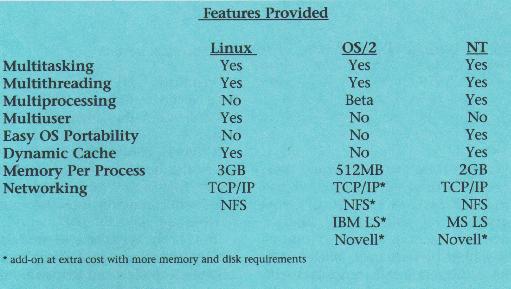 Features Provided
Linux OS/2 NT
Multitasking Yes Yes Yes
Multithreading Yes Yes Yes
Multiprocessing No Beta Yes
Multiuser Yes No No
Easy OS Portability No No Yes
Dynamic Cache Yes No Yes
Memory Per Process 3GB 512MB 2GB
Networking TCP/IP TCP/IP* TCP/IP
NFS NFS* NFS
IBM LS* MS LS
Novell* Novell*
* add-on at extra cost with more memory and disk requirements